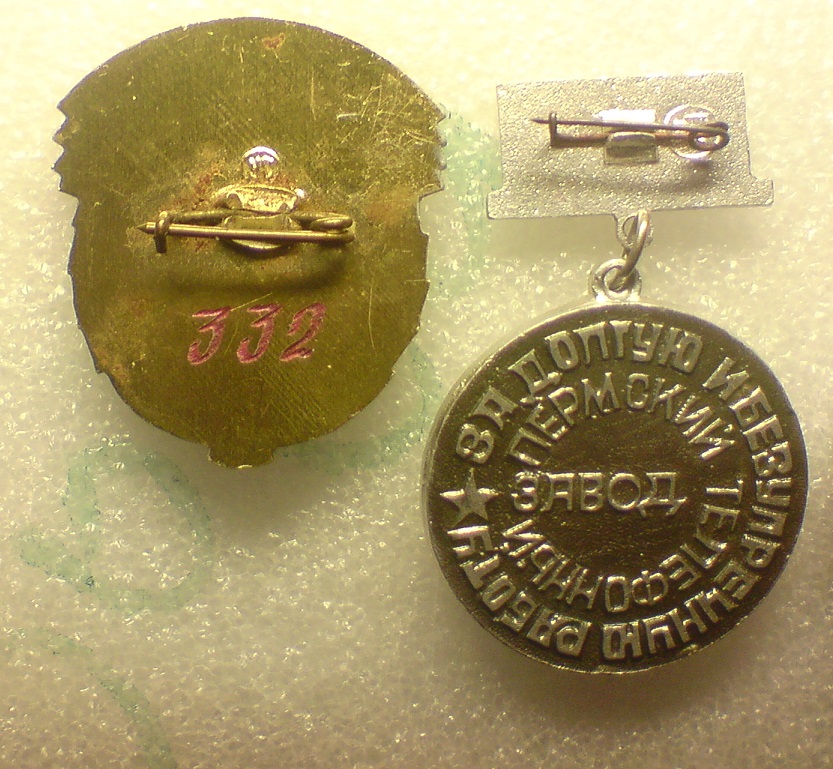 332
ЗА ДОЛГУЮ И БЕЗУПРЕЧНУЮ РАБОТУ
ПЕРМСКИЙ ТЕЛЕФОННЫЙ
ЗАВОД